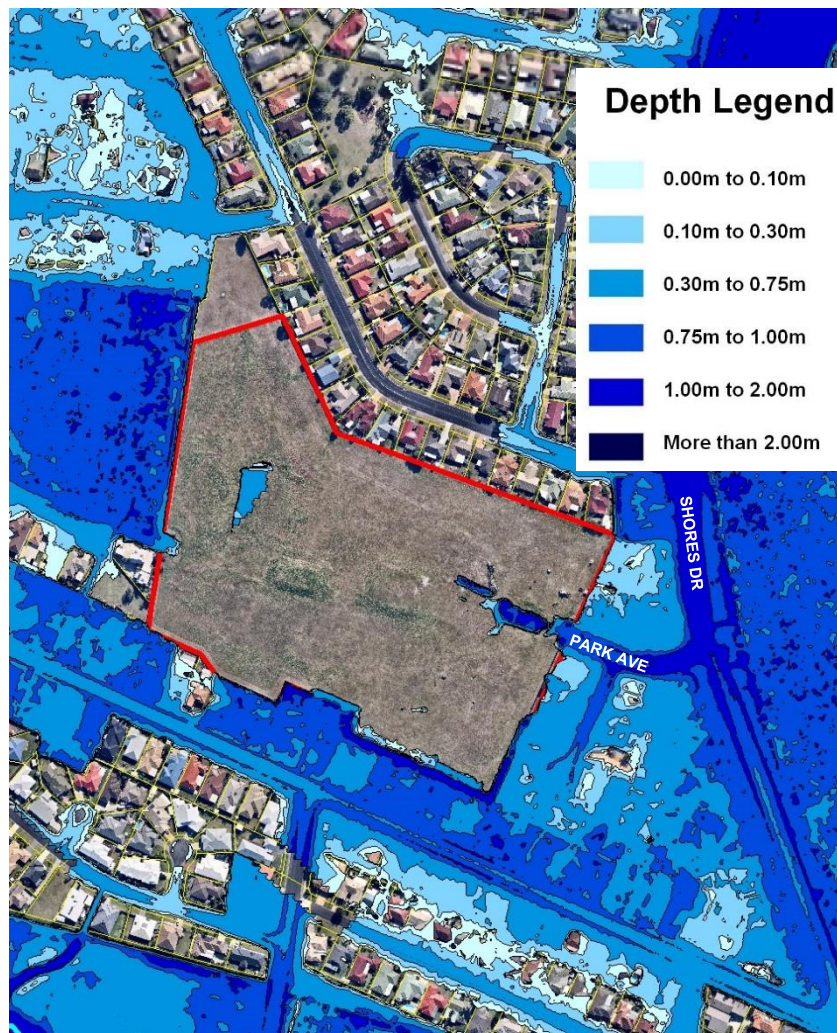 Depth Legend
0.00m to 0.10m
0.10m to 0.30m
0.30m to 0.75m
0.75m to 1.00m
1.00m to 2.00m
More than 2.00m
SHORES DR
PARK AVE